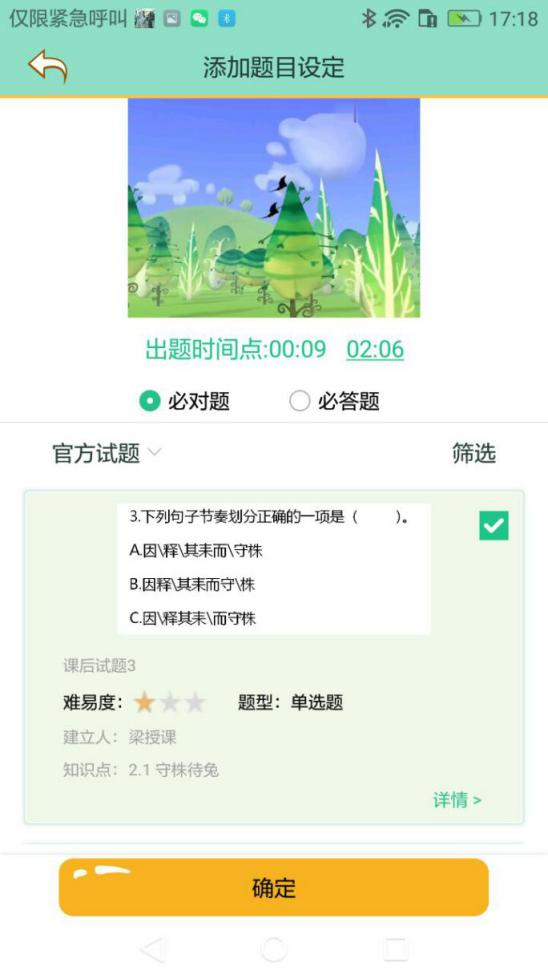 仅限紧急呼叫 17:18
添加题目设定
出题时间点:00:09 02:06
必对题 必答题
官方试题 筛选
3.下列句子节奏划分正确的一项是（ ）。
A.因\释\其耒而\守株
B.因释\其耒而守\株
C.因\释其耒\而守株
课后试题3
难易度： 题型：单选题
建立人：梁授课
知识点：2.1 守株待兔
详情 >
确定